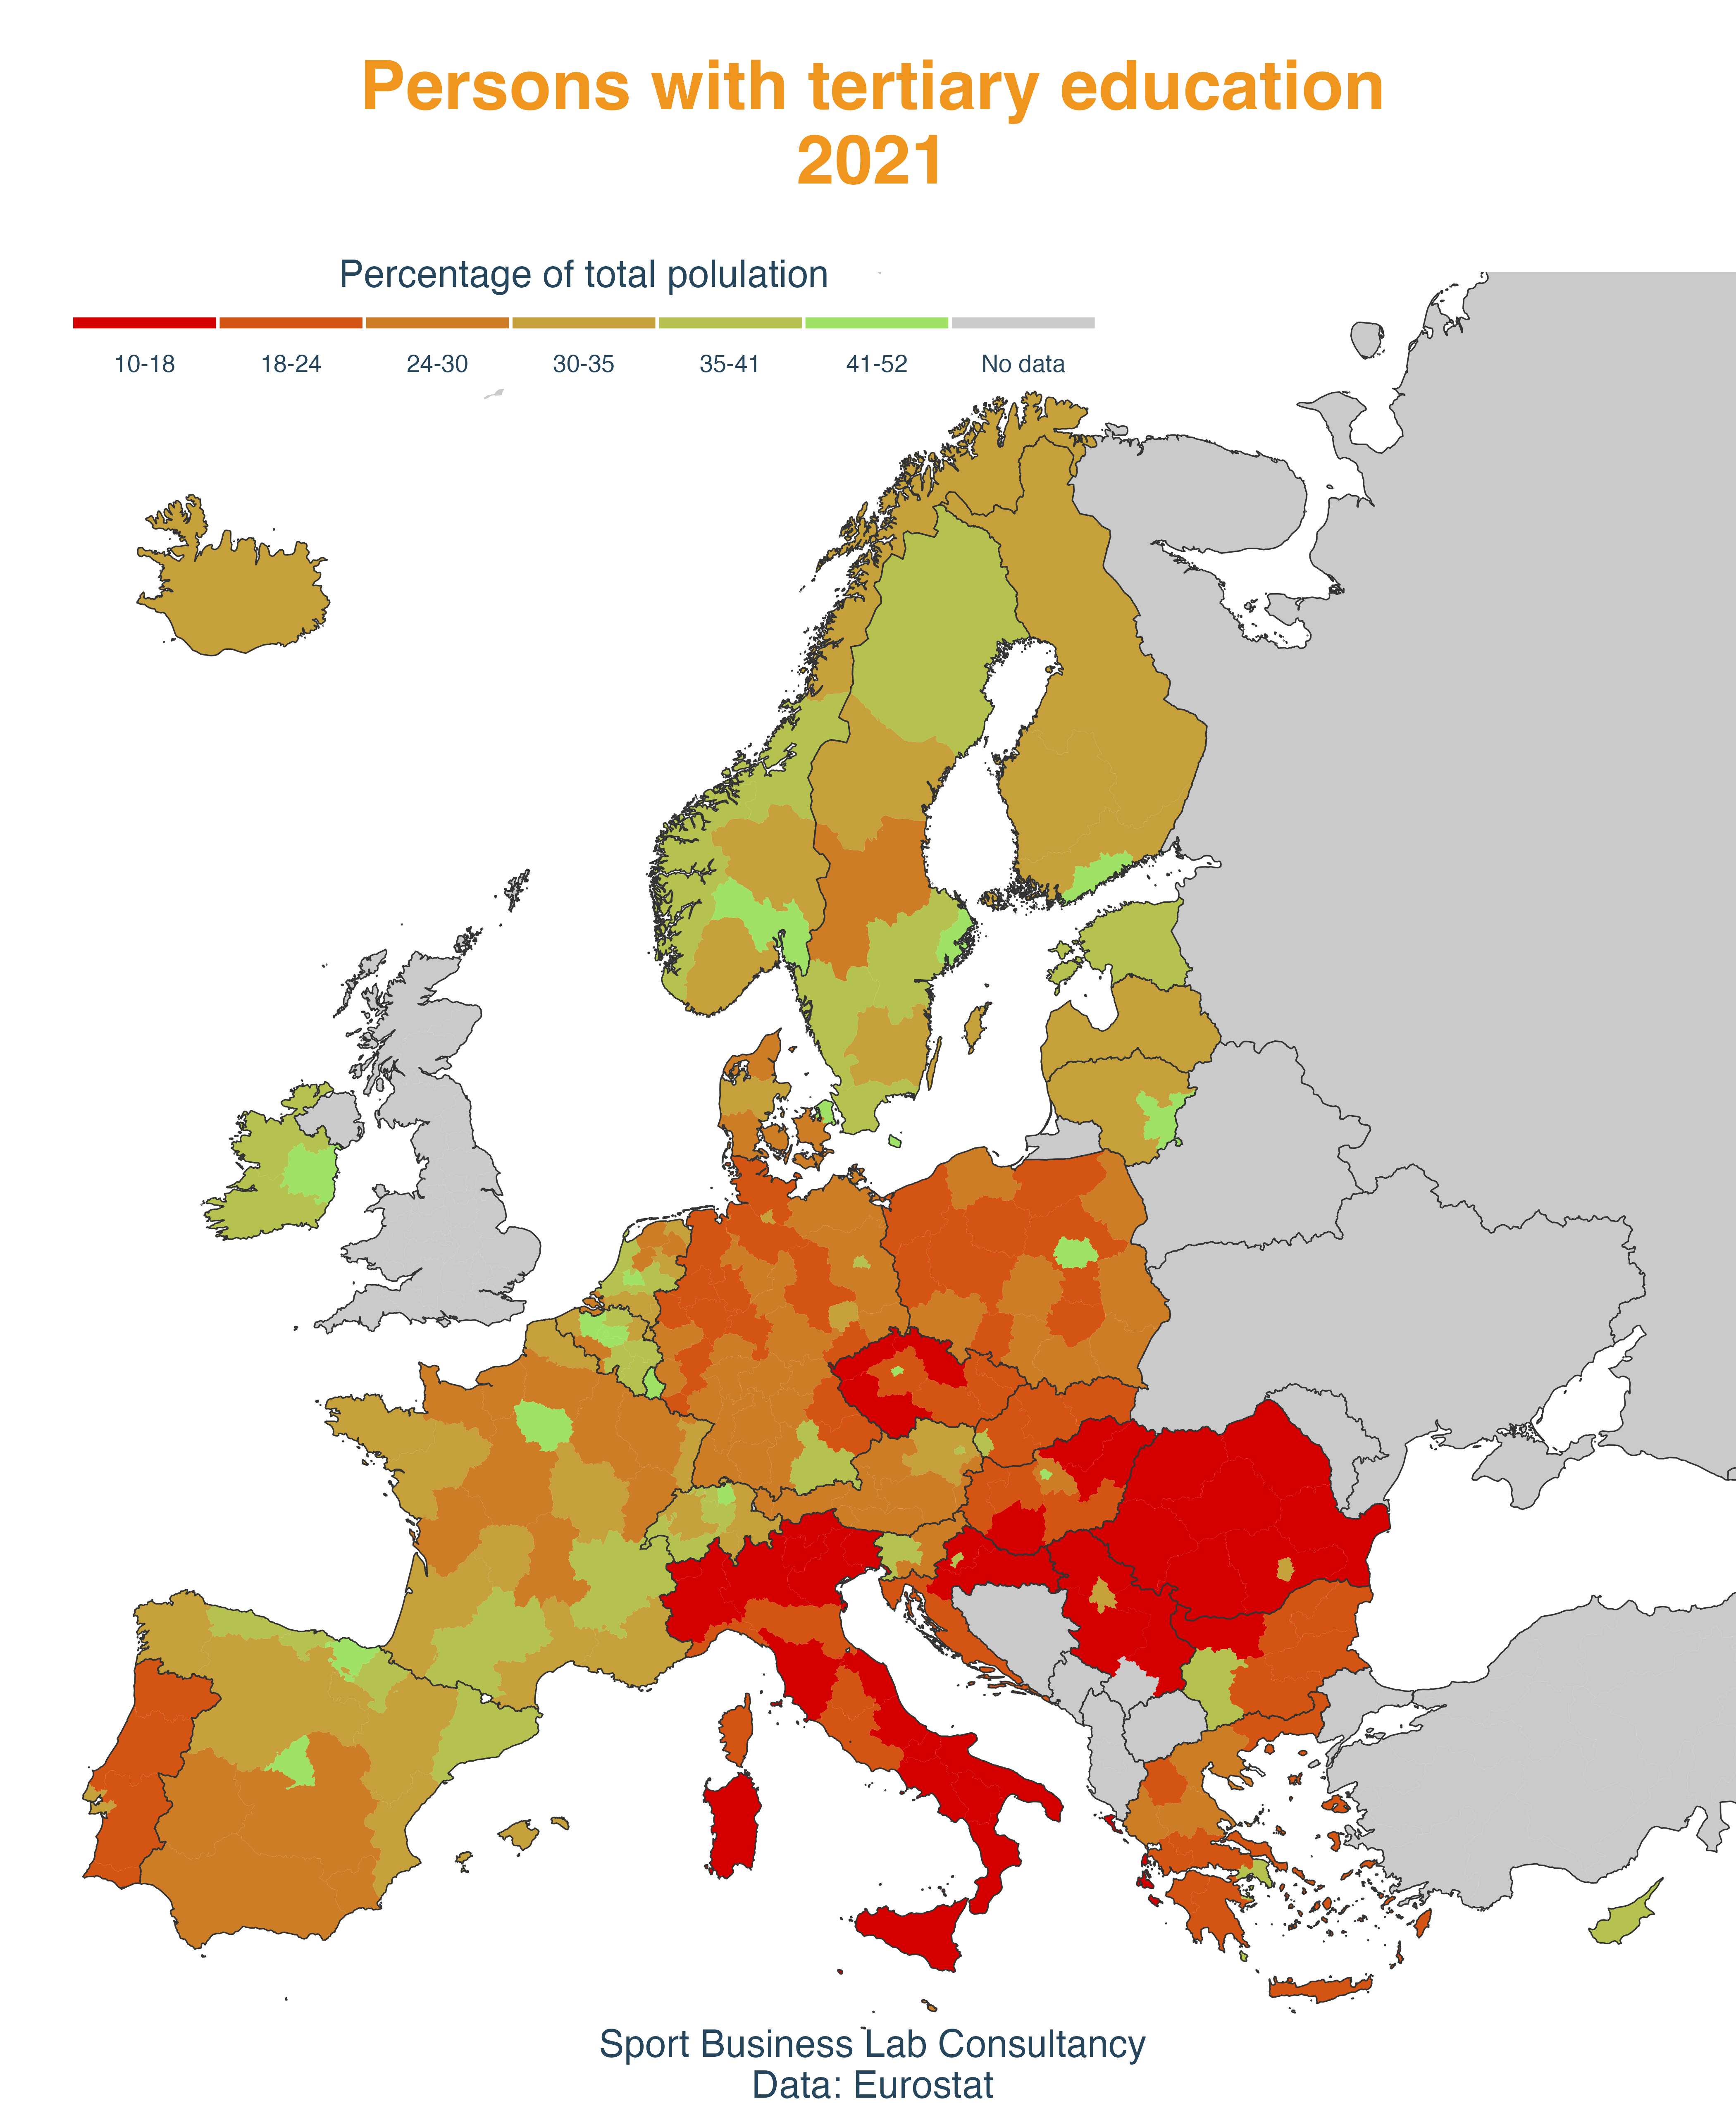 Persons with tertiary education
2021
Percentage of total polulation
10-18 18-24 24-30 30-35 35-41 41-52 No data
Sport Business Lab Consultancy
Data: Eurostat